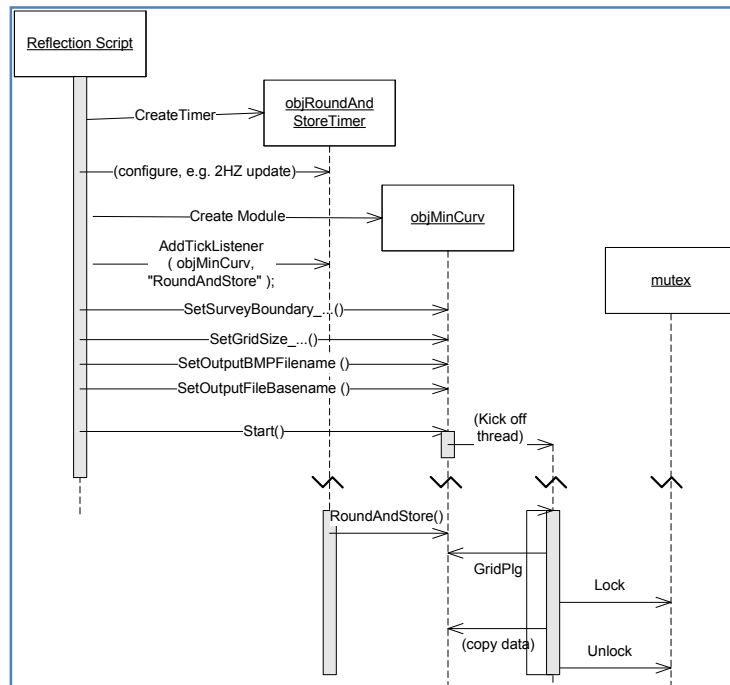 Reflection Script
CreateTimer
objRoundAnd
StoreTimer
(configure, e.g. 2HZ update)
Create Module
objMinCurv
AddTickListener
( objMinCurv,
"RoundAndStore" );
mutex
SetSurveyBoundary_...()
SetGridSize_...()
SetOutputBMPFilename ()
SetOutputFileBasename ()
Start()
(Kick off
thread)
RoundAndStore()
GridPlg
Lock
(copy data)
Unlock